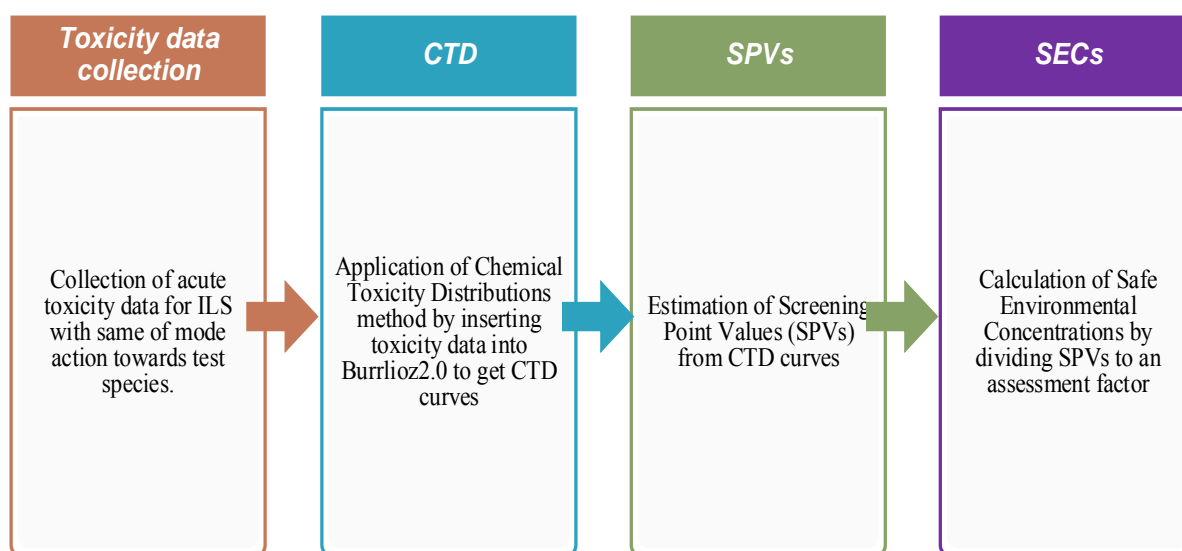 Toxicity data
collection
CTD
SPVs
SECs
Collection of acute
toxicity data for ILS
with same of mode
action towards test
species.
Application of Chemical
Toxicity Distributions
method by inserting
toxicity data into
Burrlioz2.0 to get CTD
curves
Estimation of Screening
Point Values (SPVs)
from CTD curves
Calculation of Safe
Environmental
Concentrations by
dividing SPVs to an
assessment factor